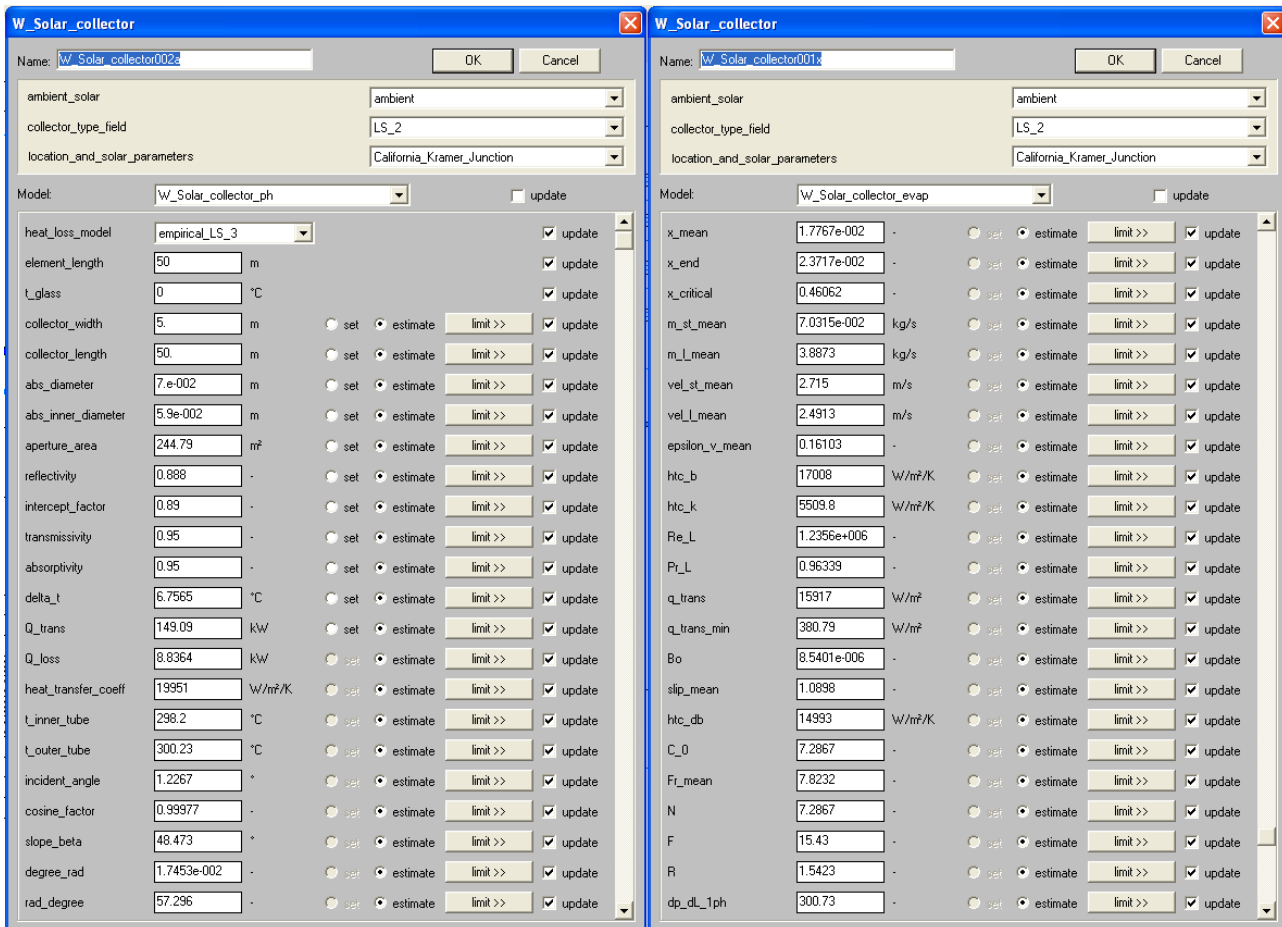 W_Solar_collector
Name: W_Solar_collector002a OK Cancel
ambient_solar ambient
collector_type_field LS_2
location_and_solar_parameters California_Kramer_Junction
Model: W_Solar_collector_ph update
heat_loss_model empirical_LS_3 update
element_length 50 m update
t_glass 0 °C update
collector_width 5. m set estimate limit >> update
collector_length 50. m set estimate limit >> update
abs_diameter 7.e-002 m set estimate limit >> update
abs_inner_diameter 5.9e-002 m set estimate limit >> update
aperture_area 244.79 m² set estimate limit >> update
reflectivity 0.888 - set estimate limit >> update
intercept_factor 0.89 - set estimate limit >> update
transmissivity 0.95 - set estimate limit >> update
absorptivity 0.95 - set estimate limit >> update
delta_t 6.7565 °C set estimate limit >> update
Q_trans 149.09 kW set estimate limit >> update
Q_loss 8.8364 kW set estimate limit >> update
heat_transfer_coeff 19951 W/m²/K set estimate limit >> update
t_inner_tube 298.2 °C set estimate limit >> update
t_outer_tube 300.23 °C set estimate limit >> update
incident_angle 1.2267 ° set estimate limit >> update
cosine_factor 0.99977 - set estimate limit >> update
slope_beta 48.473 ° set estimate limit >> update
degree_rad 1.7453e-002 - set estimate limit >> update
rad_degree 57.296 - set estimate limit >> update
W_Solar_collector
Name: W_Solar_collector001x OK Cancel
ambient_solar ambient
collector_type_field LS_2
location_and_solar_parameters California_Kramer_Junction
Model: W_Solar_collector_evap update
x_mean 1.7767e-002 - set estimate limit >> update
x_end 2.3717e-002 - set estimate limit >> update
x_critical 0.46062 - set estimate limit >> update
m_st_mean 7.0315e-002 kg/s set estimate limit >> update
m_l_mean 3.8873 kg/s set estimate limit >> update
vel_st_mean 2.715 m/s set estimate limit >> update
vel_l_mean 2.4913 m/s set estimate limit >> update
epsilon_v_mean 0.16103 - set estimate limit >> update
htc_b 17008 W/m²/K set estimate limit >> update
htc_k 5509.8 W/m²/K set estimate limit >> update
Re_L 1.2356e+006 - set estimate limit >> update
Pr_L 0.96339 - set estimate limit >> update
q_trans 15917 W/m² set estimate limit >> update
q_trans_min 380.79 W/m² set estimate limit >> update
Bo 8.5401e-006 - set estimate limit >> update
slip_mean 1.0898 - set estimate limit >> update
htc_db 14993 W/m²/K set estimate limit >> update
C_0 7.2867 - set estimate limit >> update
Fr_mean 7.8232 - set estimate limit >> update
N 7.2867 - set estimate limit >> update
F 15.43 - set estimate limit >> update
R 1.5423 - set estimate limit >> update
dp_dL_1ph 300.73 - set estimate limit >> update